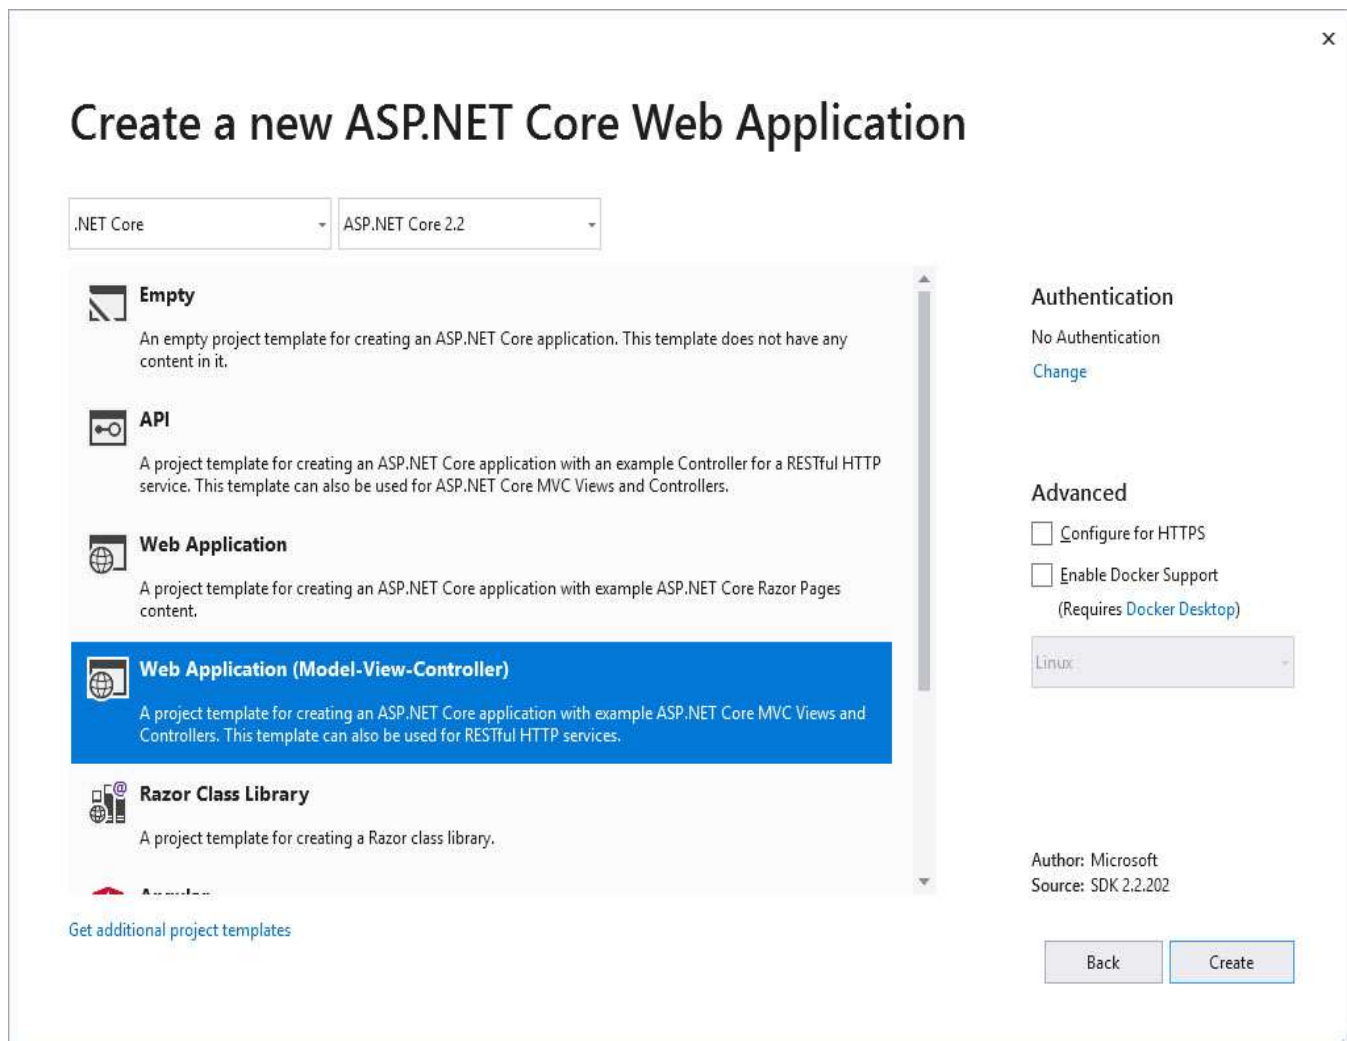 Create a new ASP.NET Core Web Application
.NET Core
ASP.NET Core 2.2
Empty
An empty project template for creating an ASP.NET Core application. This template does not have any
content in it.
API
A project template for creating an ASP.NET Core application with an example Controller for a RESTful HTTP
service. This template can also be used for ASP.NET Core MVC Views and Controllers.
Web Application
A project template for creating an ASP.NET Core application with example ASP.NET Core Razor Pages
content.
Web Application (Model-View-Controller)
A project template for creating an ASP.NET Core application with example ASP.NET Core MVC Views and
Controllers. This template can also be used for RESTful HTTP services.
Razor Class Library
A project template for creating a Razor class library.
Angular
Get additional project templates
Authentication
No Authentication
Change
Advanced
Configure for HTTPS
Enable Docker Support
(Requires Docker Desktop)
Linux
Author: Microsoft
Source: SDK 2.2.202
Back
Create